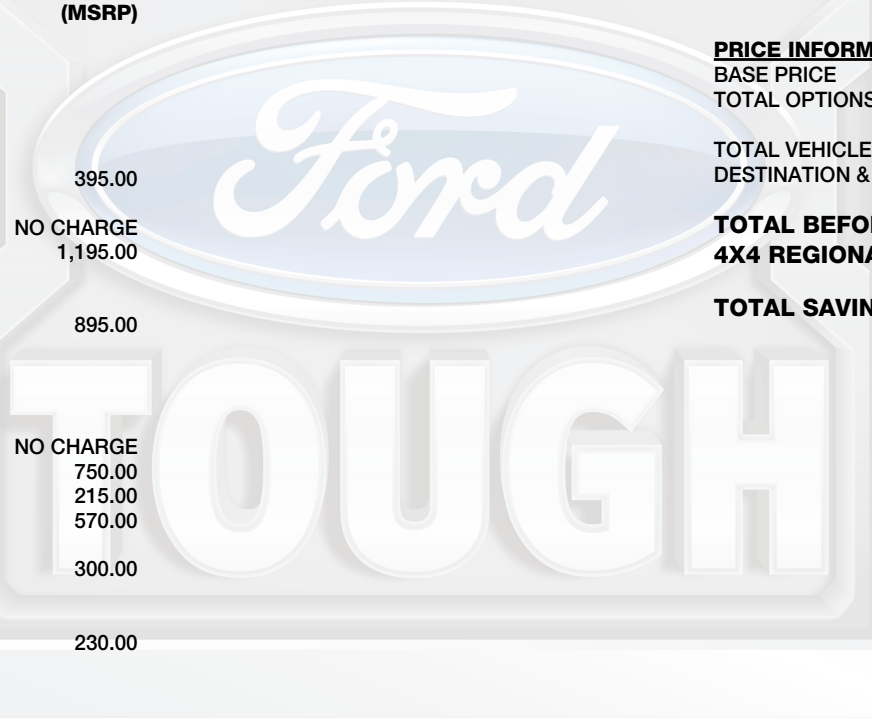 (MSRP)
395.00
NO CHARGE
1,195.00
895.00
NO CHARGE
750.00
215.00
570.00
300.00
230.00
PRICE INFORM
BASE PRICE
TOTAL OPTIONS
TOTAL VEHICLE
DESTINATION &
TOTAL BEFO
4X4 REGIONA
TOTAL SAVIN
Ford
TOUGH